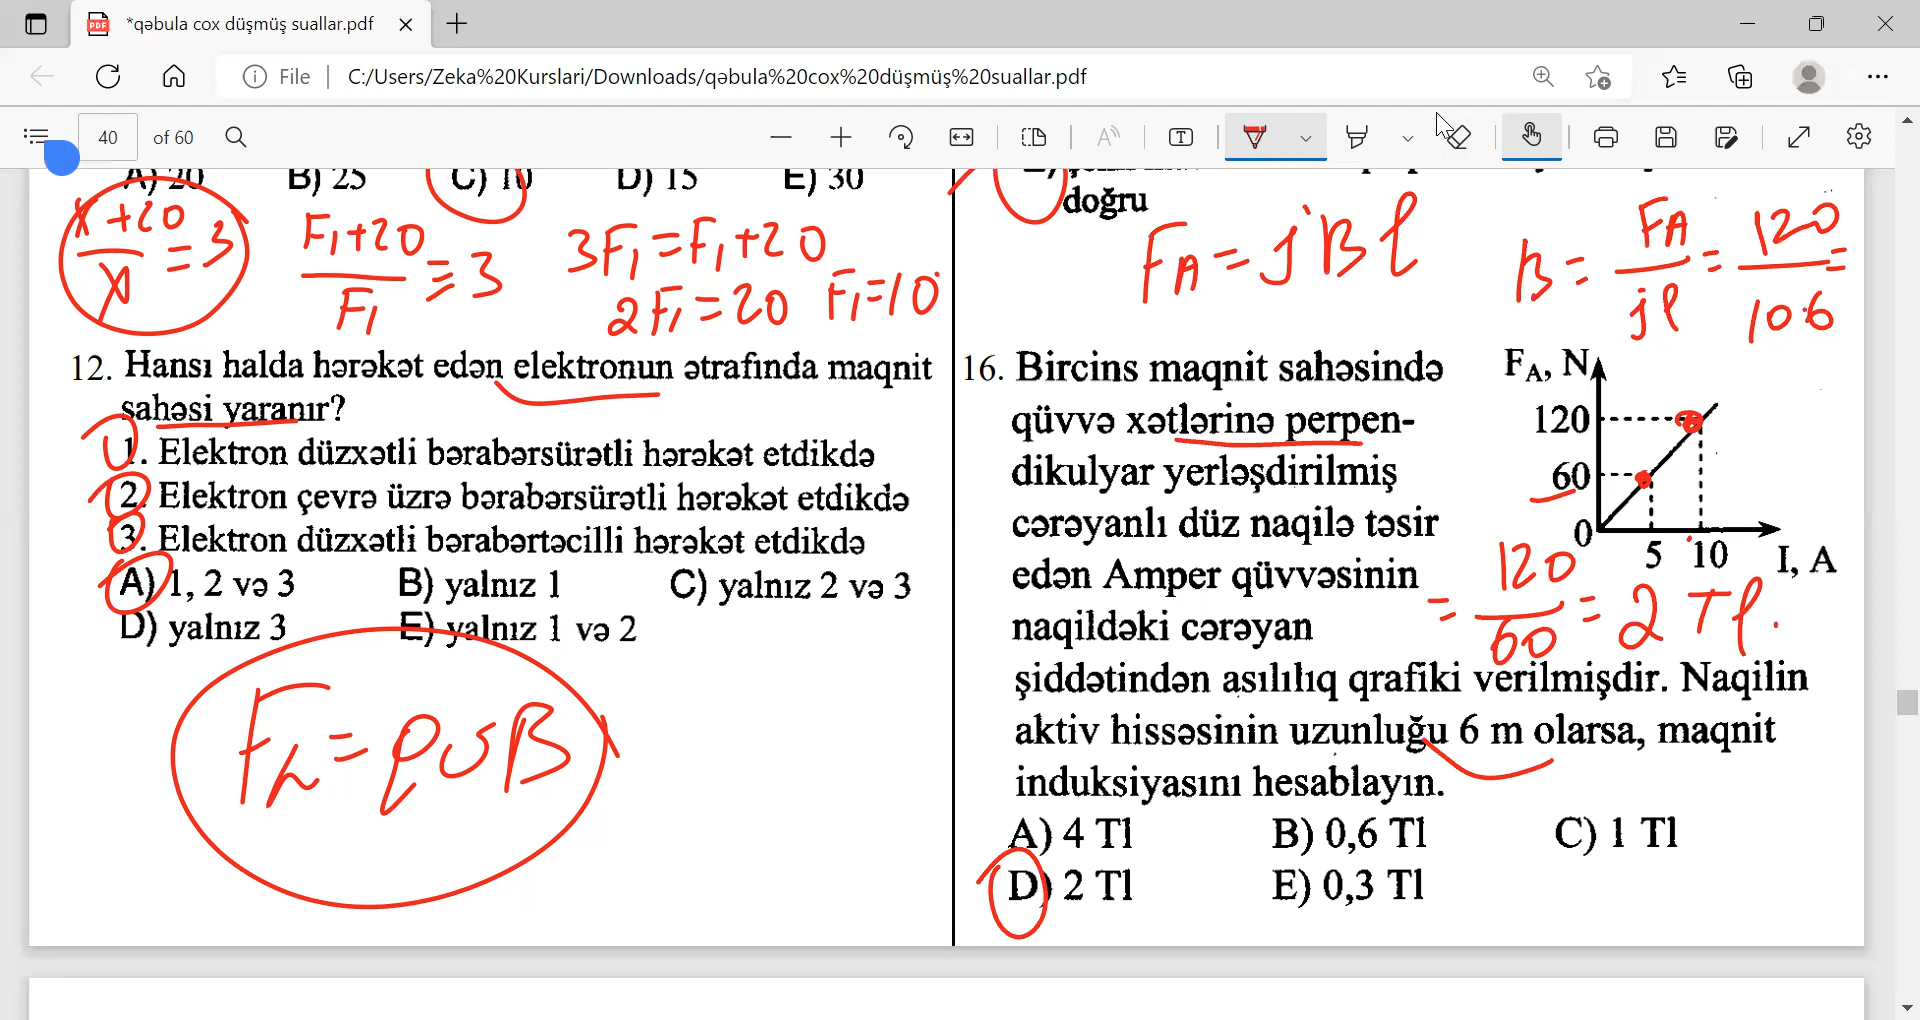 *qəbula cox düşmüş suallar.pdf
File
C:/Users/Zeka%20Kurslari/Downloads/qəbula%20cox%20düşmüş%20suallar.pdf
40 of 60
A) 20 B) 25 C) 10 D) 15 E) 30
x+20 / x = 3
F₁+20 / F₁ = 3
3F₁=F₁+20
2F₁=20 F₁=10
12. Hansı halda hərəkət edən elektronun ətrafında maqnit
sahəsi yaranır?
1. Elektron düzxətli bərabərsürətli hərəkət etdikdə
2. Elektron çevrə üzrə bərabərsürətli hərəkət etdikdə
3. Elektron düzxətli bərabərtəcilli hərəkət etdikdə
A) 1, 2 və 3 B) yalnız 1 C) yalnız 2 və 3
D) yalnız 3 E) yalnız 1 və 2
doğru
B = F_A / jl = 120 / 10·6 =
16. Bircins maqnit sahəsində
qüvvə xətlərinə perpen-
dikulyar yerləşdirilmiş
cərəyanlı düz naqilə təsir
edən Amper qüvvəsinin
naqildəki cərəyan
şiddətindən asılılıq qrafiki verilmişdir. Naqilin
aktiv hissəsinin uzunluğu 6 m olarsa, maqnit
induksiyasını hesablayın.
F_A, N
120
60
0
5 10 I, A
= 120 / 60 = 2 Tl.
A) 4 Tl B) 0,6 Tl C) 1 Tl
D) 2 Tl E) 0,3 Tl